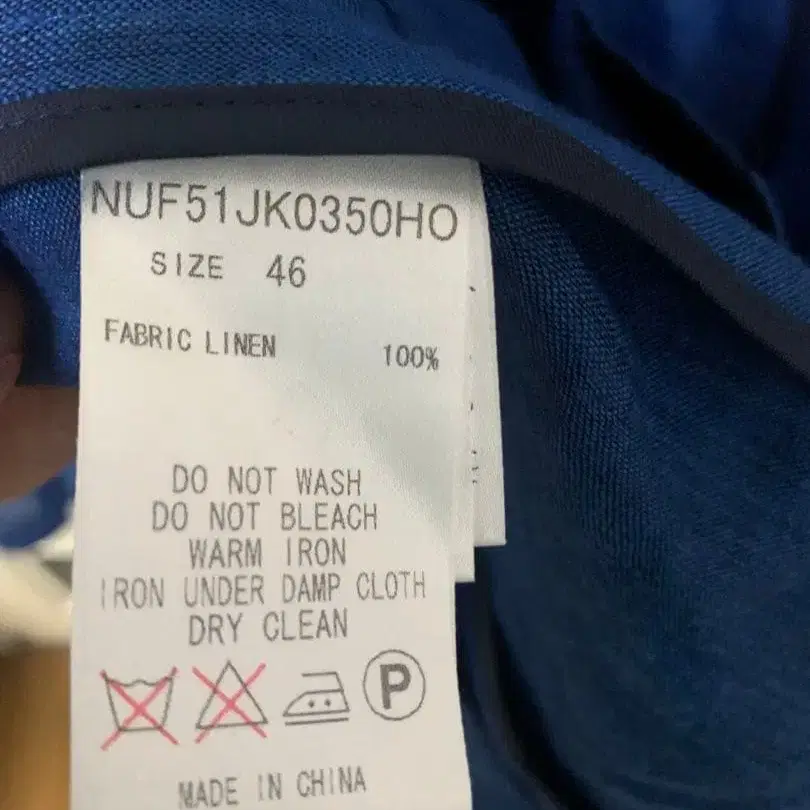 NUF51JK0350HO
SIZE 46
FABRIC LINEN 100%
DO NOT WASH
DO NOT BLEACH
WARM IRON
IRON UNDER DAMP CLOTH
DRY CLEAN
P
MADE IN CHINA